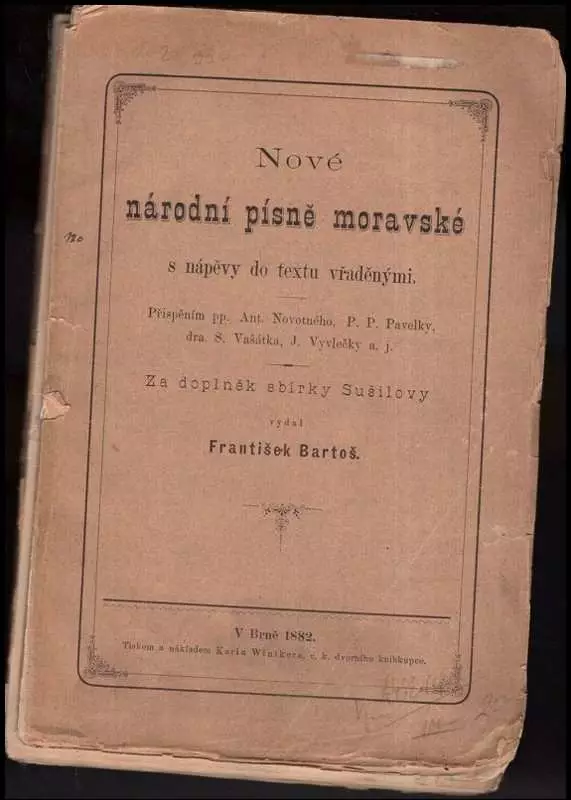 Nové
národní písně moravské
s nápěvy do textu vřaděnými.
Přispěním pp. Ant. Novotného, P. P. Pavelky,
dra. S. Vašátka, J. Vyvlečky a. j.
Za doplněk sbírky Sušilovy
vydal
František Bartoš.
120
V Brně 1882.
Tiskem a nákladem Karla Winikera, c. k. dvorního knihkupce.